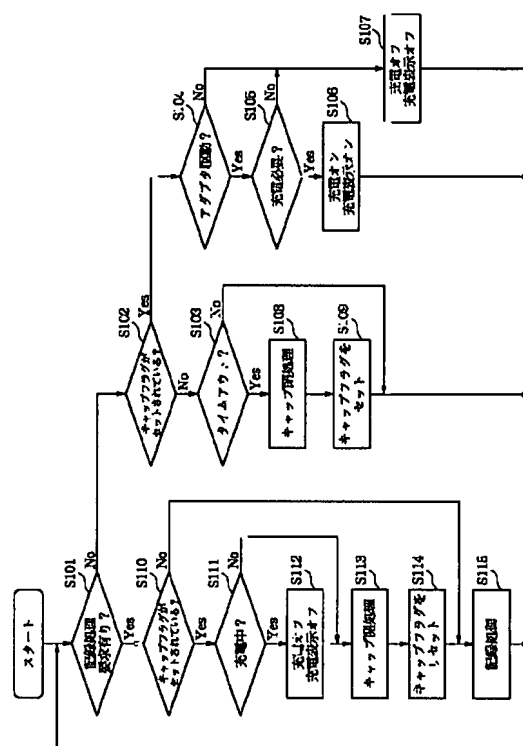 スタート
S101
記録処理
要求有り?
No
Yes
S110
キャップフラグが
セットされている?
No
Yes
S111
充電中?
No
Yes
S112
充電オフ
充電表示オフ
S113
キャップ開処理
S114
キャップフラグを
リセット
S115
記録処理
S102
キャップフラグが
セットされている?
Yes
No
S103
タイムアウト?
No
Yes
S108
キャップ閉処理
S109
キャップフラグを
セット
S104
アダプタ駆動?
No
Yes
S105
充電必要?
No
Yes
S106
充電オン
充電表示オン
S107
充電オフ
充電表示オフ